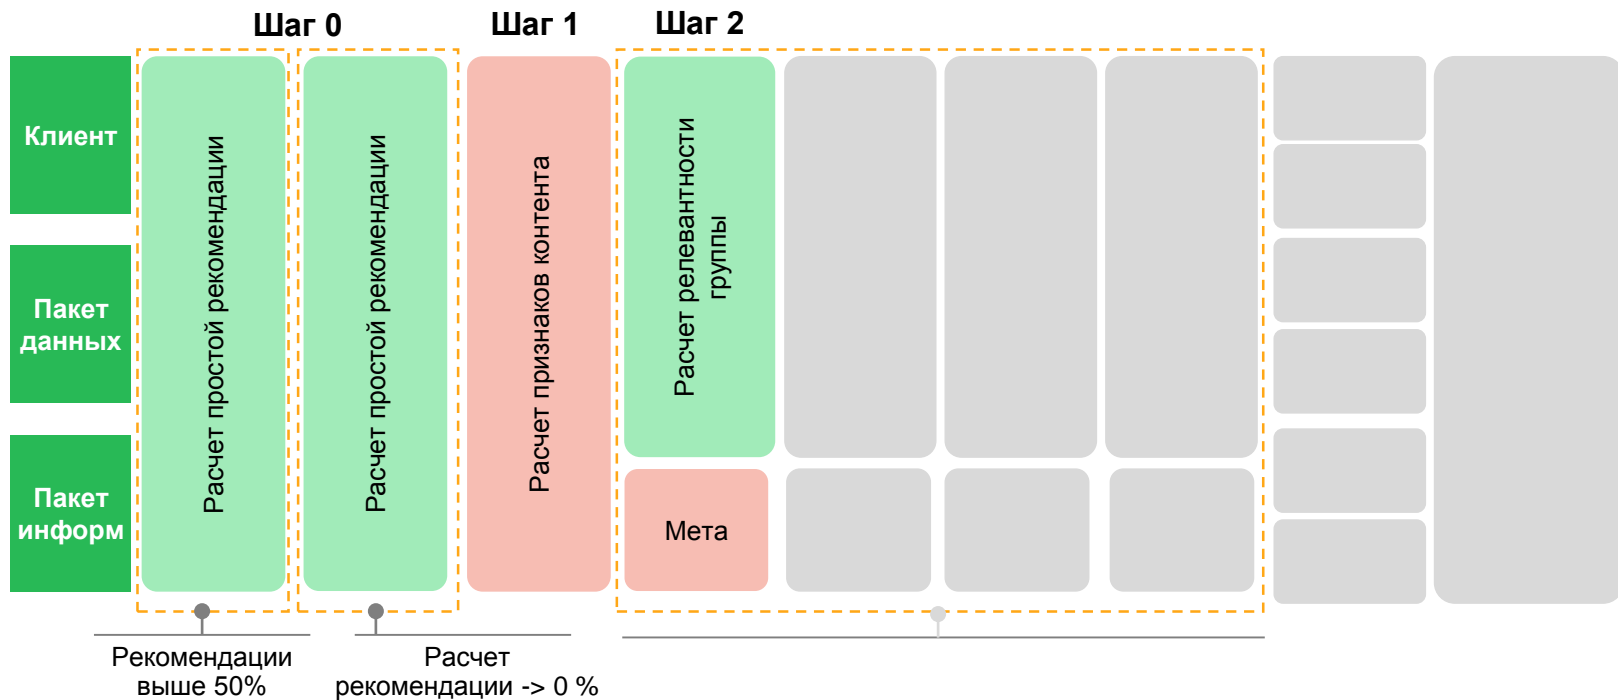 Шаг 0
Шаг 1
Шаг 2
Клиент
Пакет
данных
Пакет
информ
Расчет простой рекомендации
Расчет простой рекомендации
Расчет признаков контента
Расчет релевантности
группы
Мета
Рекомендации
выше 50%
Расчет
рекомендации -> 0 %